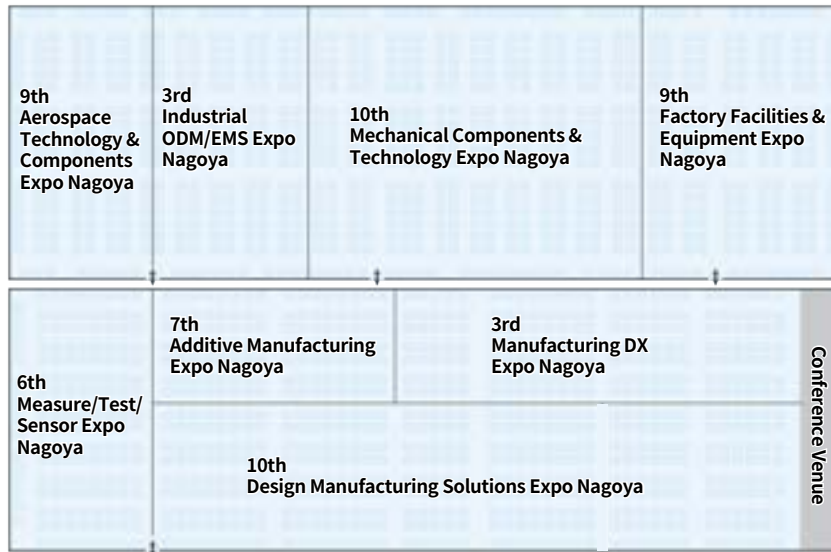 9th
Aerospace
Technology &
Components
Expo Nagoya
3rd
Industrial
ODM/EMS Expo
Nagoya
10th
Mechanical Components &
Technology Expo Nagoya
9th
Factory Facilities &
Equipment Expo
Nagoya
6th
Measure/Test/
Sensor Expo
Nagoya
7th
Additive Manufacturing
Expo Nagoya
3rd
Manufacturing DX
Expo Nagoya
10th
Design Manufacturing Solutions Expo Nagoya
Conference Venue